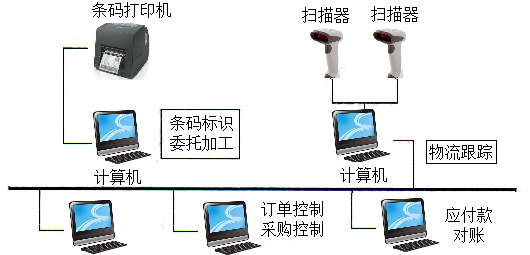 条码打印机
扫描器
扫描器
条码标识
委托加工
物流跟踪
计算机
计算机
订单控制
采购控制
应付款
对账